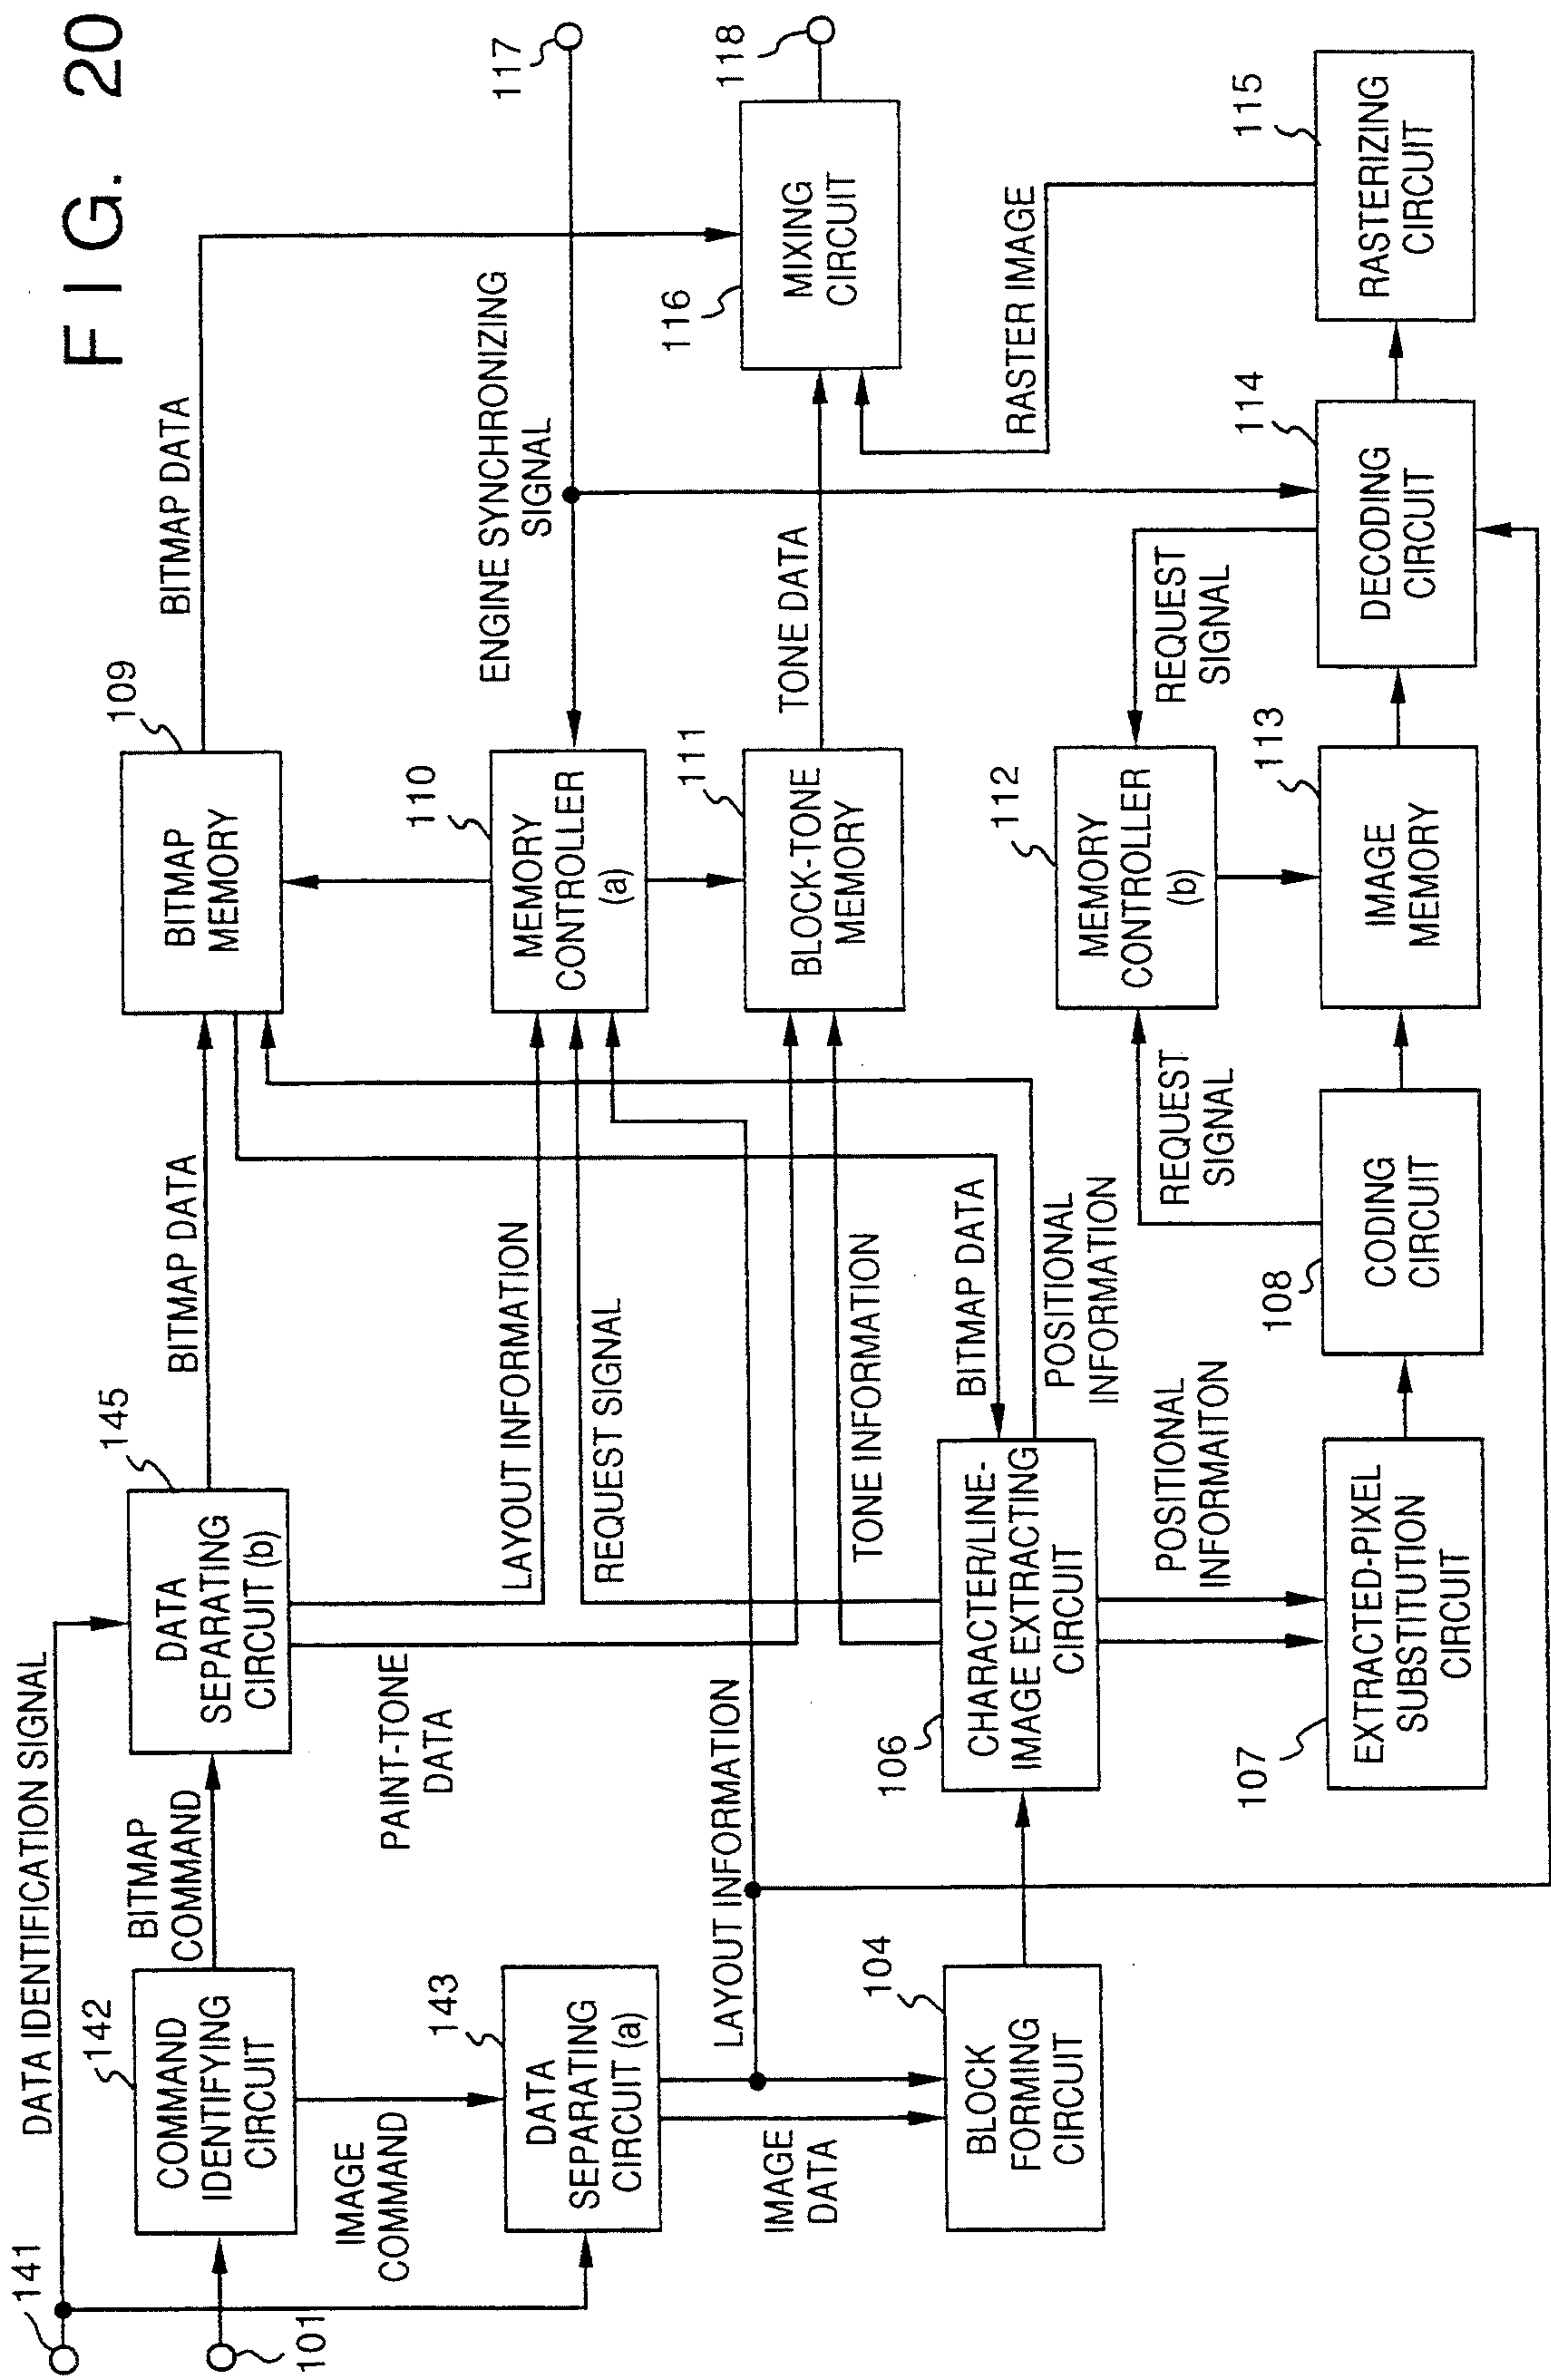 FIG. 20
141
DATA IDENTIFICATION SIGNAL
101
142
COMMAND
IDENTIFYING
CIRCUIT
BITMAP
COMMAND
145
DATA
SEPARATING
CIRCUIT (b)
BITMAP DATA
109
BITMAP
MEMORY
BITMAP DATA
IMAGE
COMMAND
143
DATA
SEPARATING
CIRCUIT (a)
PAINT-TONE
DATA
LAYOUT INFORMATION
REQUEST SIGNAL
110
MEMORY
CONTROLLER
(a)
ENGINE SYNCHRONIZING
SIGNAL
117
IMAGE
DATA
LAYOUT INFORMATION
TONE INFORMATION
111
BLOCK-TONE
MEMORY
TONE DATA
116
MIXING
CIRCUIT
118
104
BLOCK
FORMING
CIRCUIT
106
CHARACTER/LINE-
IMAGE EXTRACTING
CIRCUIT
BITMAP DATA
POSITIONAL
INFORMATION
112
MEMORY
CONTROLLER
(b)
REQUEST
SIGNAL
REQUEST
SIGNAL
RASTER IMAGE
POSITIONAL
INFORMAITON
107
EXTRACTED-PIXEL
SUBSTITUTION
CIRCUIT
108
CODING
CIRCUIT
113
IMAGE
MEMORY
114
DECODING
CIRCUIT
115
RASTERIZING
CIRCUIT